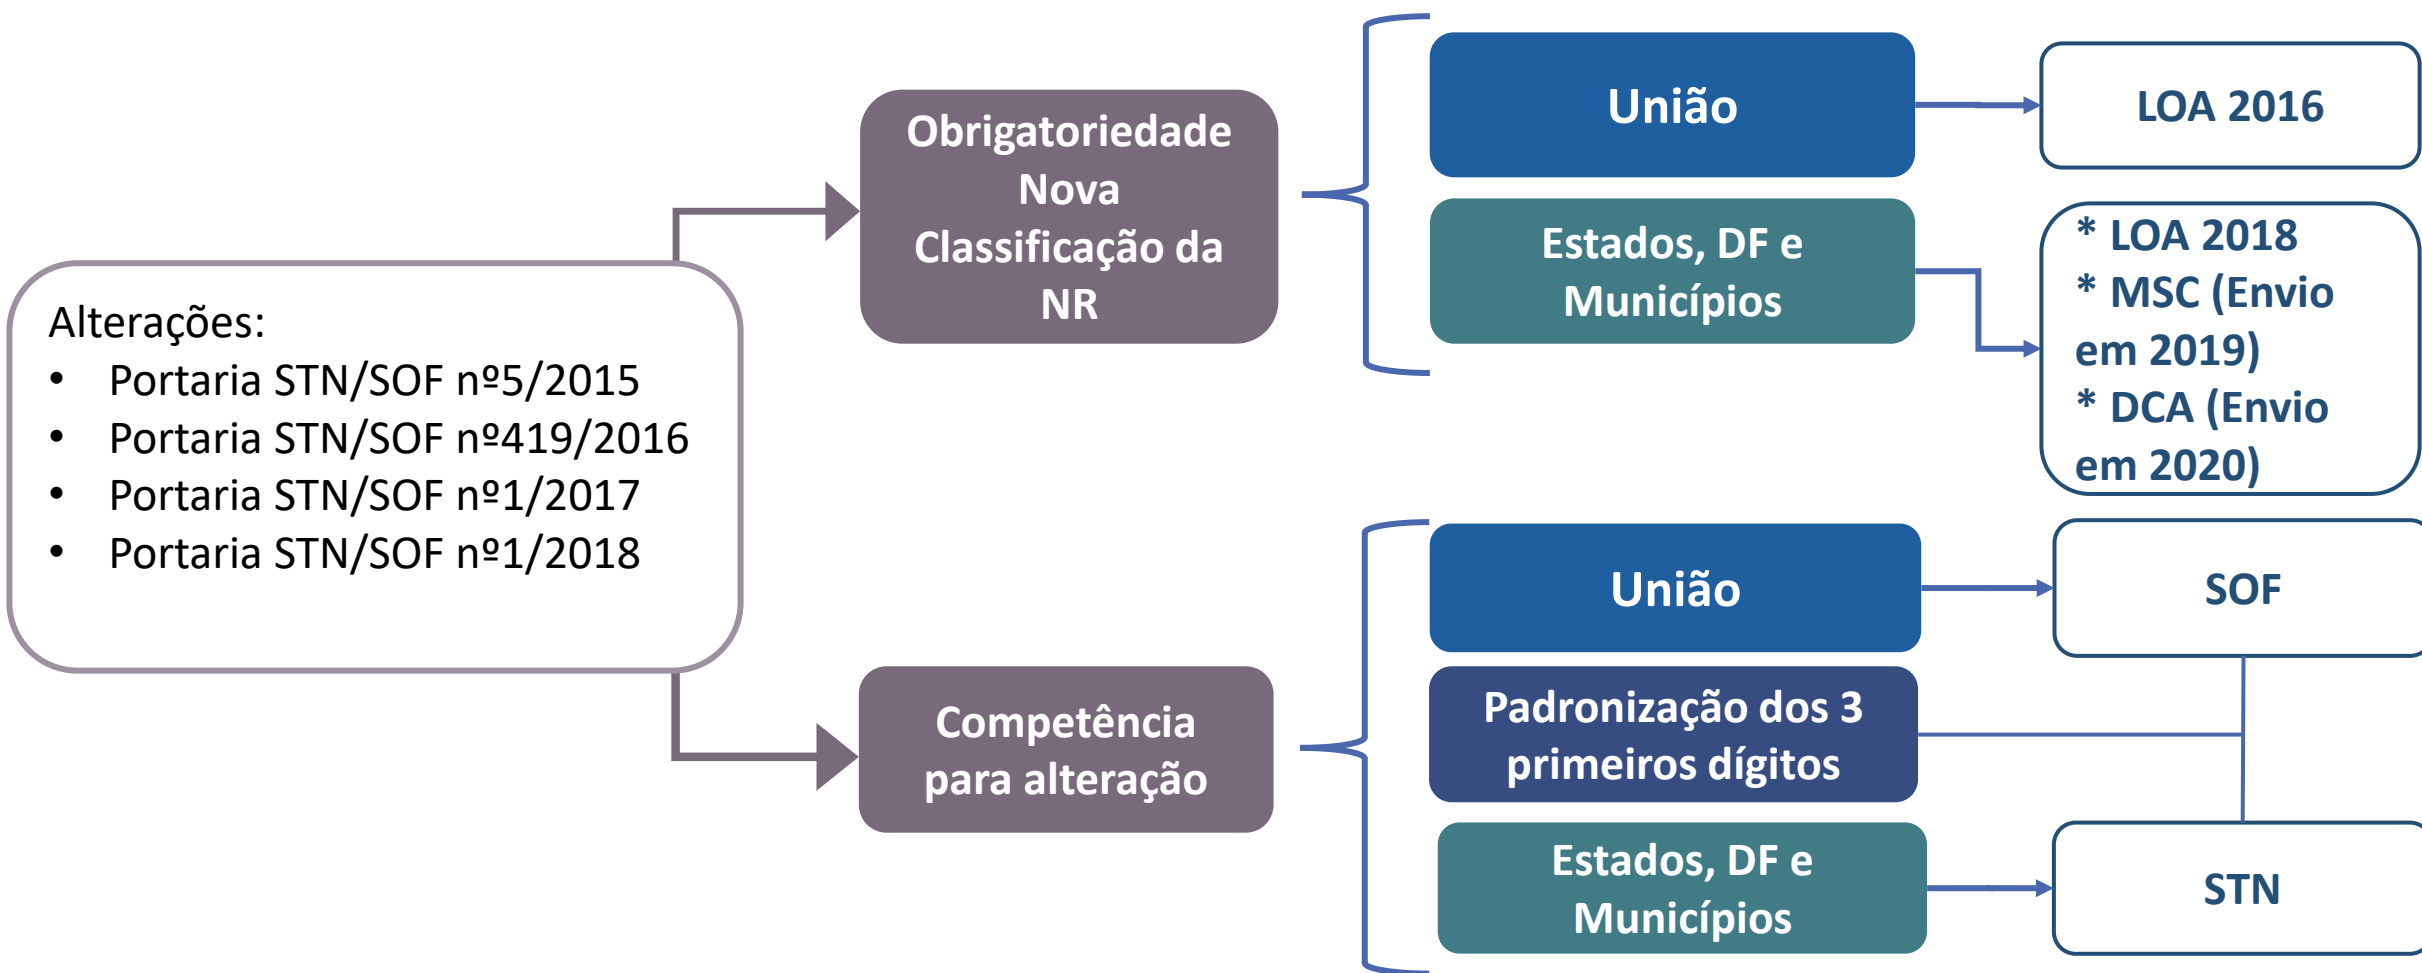 Alterações:
• Portaria STN/SOF nº5/2015
• Portaria STN/SOF nº419/2016
• Portaria STN/SOF nº1/2017
• Portaria STN/SOF nº1/2018
Obrigatoriedade
Nova
Classificação da
NR
União
LOA 2016
Estados, DF e
Municípios
* LOA 2018
* MSC (Envio
em 2019)
* DCA (Envio
em 2020)
Competência
para alteração
União
SOF
Padronização dos 3
primeiros dígitos
Estados, DF e
Municípios
STN